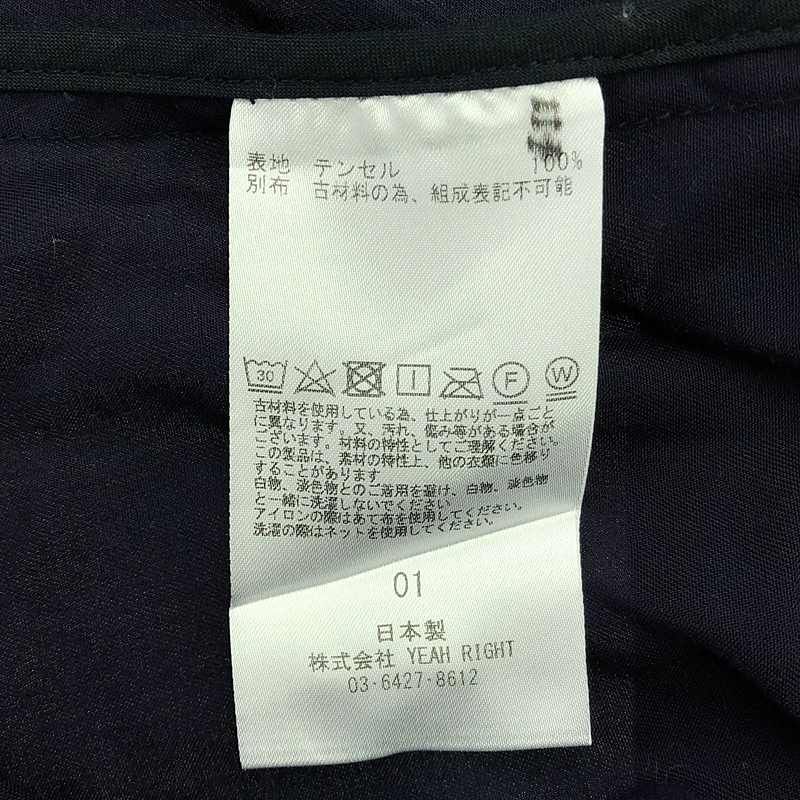 表地 テンセル 100%
別布 古材料の為、組成表記不可能
30 F W
古材料を使用している為、仕上がりが一点ごと
に異なります。又、汚れ、傷み等がある場合が
ございます。材料の特性としてご理解ください。
この製品は、素材の特性上、他の衣類に色移り
することがあります。
白物、淡色物とのご着用を避け、白物、淡色物
と一緒に洗濯しないでください
アイロンの際はあて布を使用してください。
洗濯の際はネットを使用してください。
01
日本製
株式会社 YEAH RIGHT
03-6427-8612